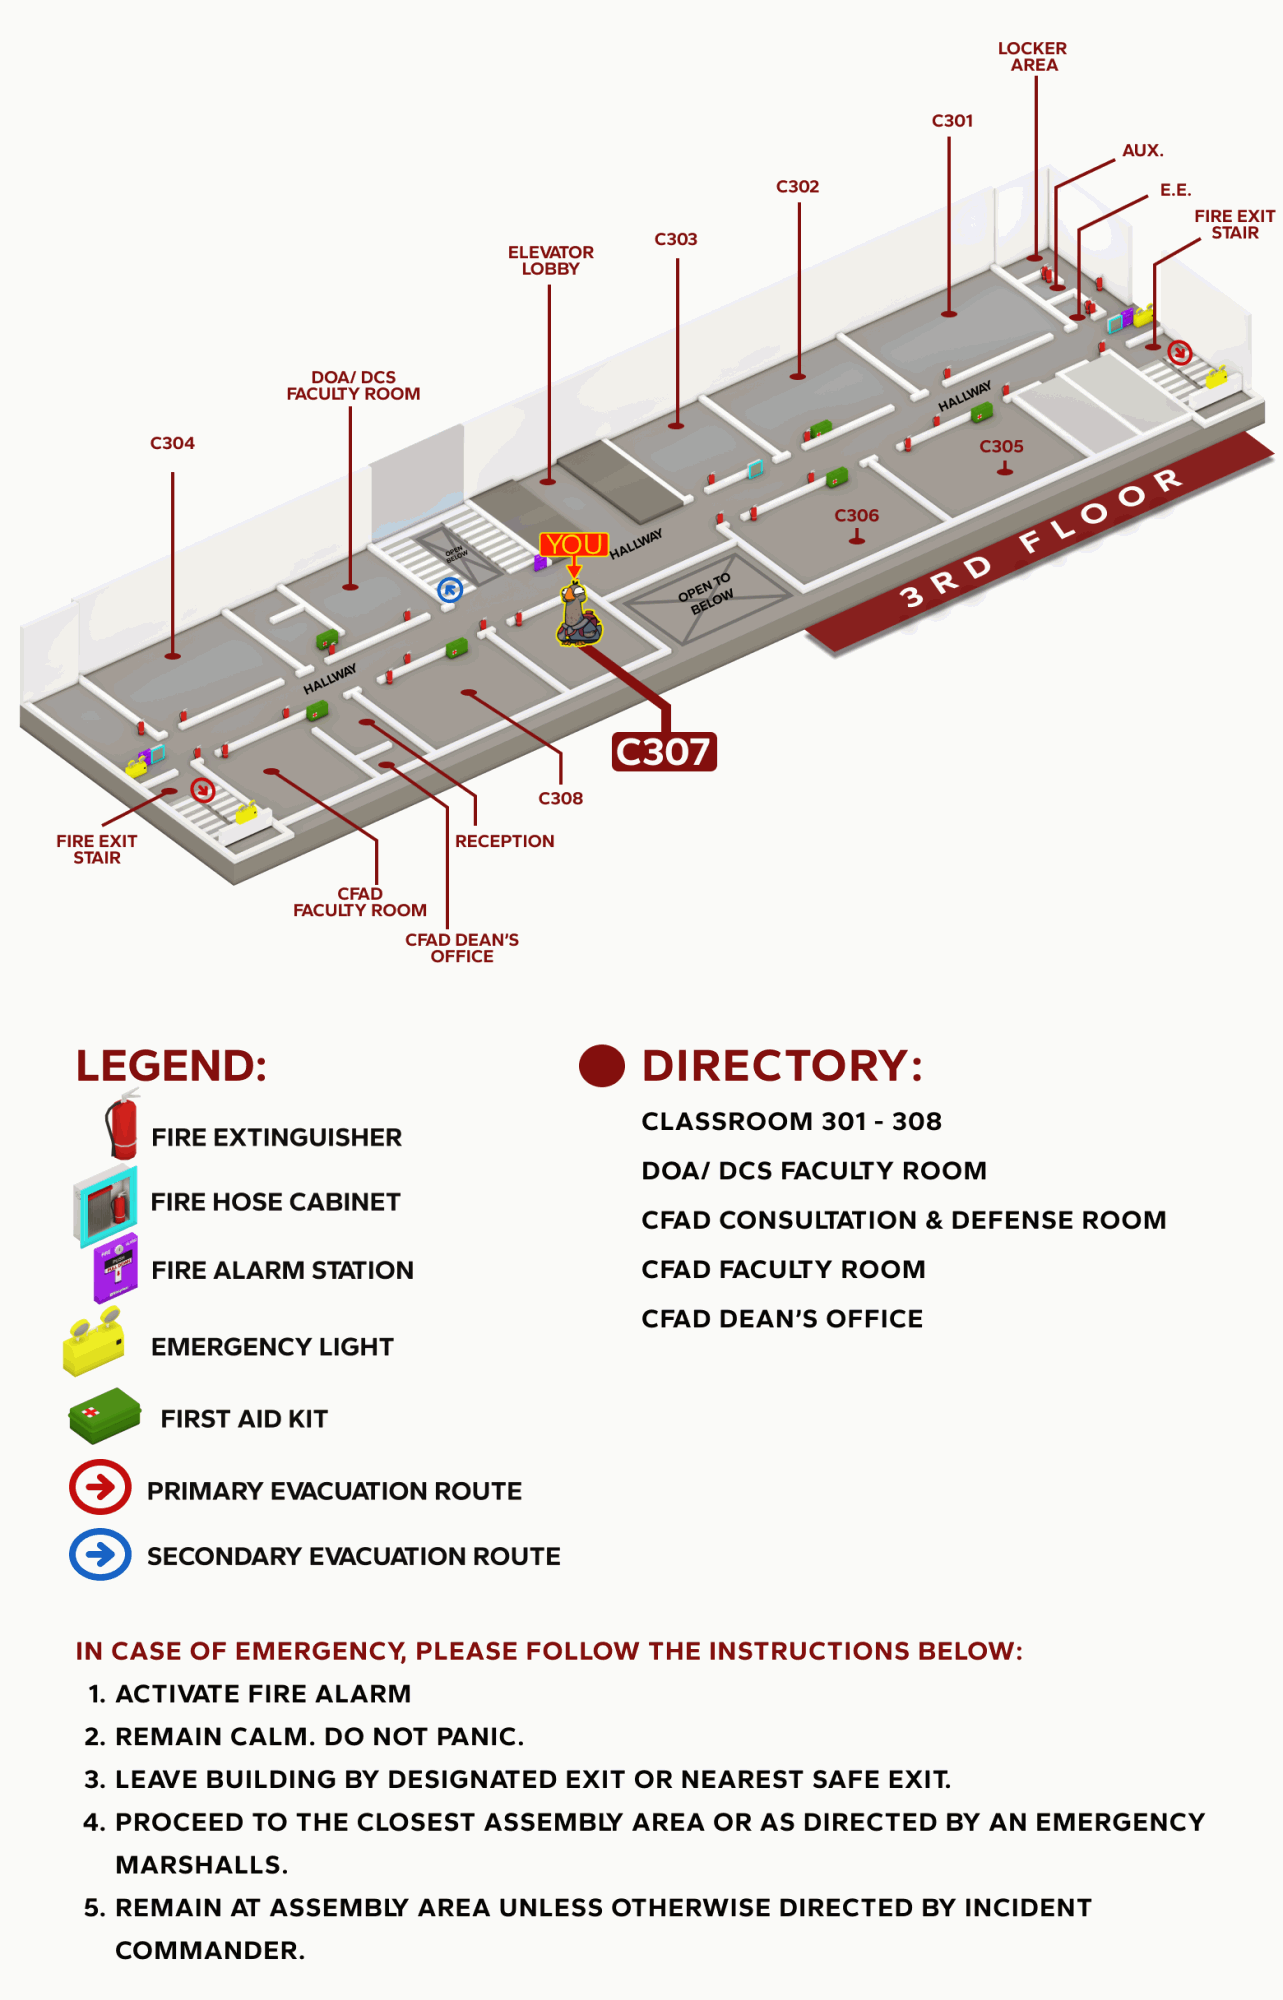 LOCKER
AREA
C301
AUX.
C302
E.E.
FIRE EXIT
STAIR
C303
ELEVATOR
LOBBY
DOA/ DCS
FACULTY ROOM
HALLWAY
C304
C305
3RD FLOOR
C306
YOU
HALLWAY
OPEN
BELOW
OPEN TO
BELOW
HALLWAY
C307
C308
FIRE EXIT
STAIR
RECEPTION
CFAD
FACULTY ROOM
CFAD DEAN'S
OFFICE
LEGEND:
FIRE EXTINGUISHER
FIRE HOSE CABINET
FIRE ALARM STATION
EMERGENCY LIGHT
FIRST AID KIT
PRIMARY EVACUATION ROUTE
SECONDARY EVACUATION ROUTE
DIRECTORY:
CLASSROOM 301 - 308
DOA/ DCS FACULTY ROOM
CFAD CONSULTATION & DEFENSE ROOM
CFAD FACULTY ROOM
CFAD DEAN'S OFFICE
IN CASE OF EMERGENCY, PLEASE FOLLOW THE INSTRUCTIONS BELOW:
1. ACTIVATE FIRE ALARM
2. REMAIN CALM. DO NOT PANIC.
3. LEAVE BUILDING BY DESIGNATED EXIT OR NEAREST SAFE EXIT.
4. PROCEED TO THE CLOSEST ASSEMBLY AREA OR AS DIRECTED BY AN EMERGENCY
MARSHALLS.
5. REMAIN AT ASSEMBLY AREA UNLESS OTHERWISE DIRECTED BY INCIDENT
COMMANDER.